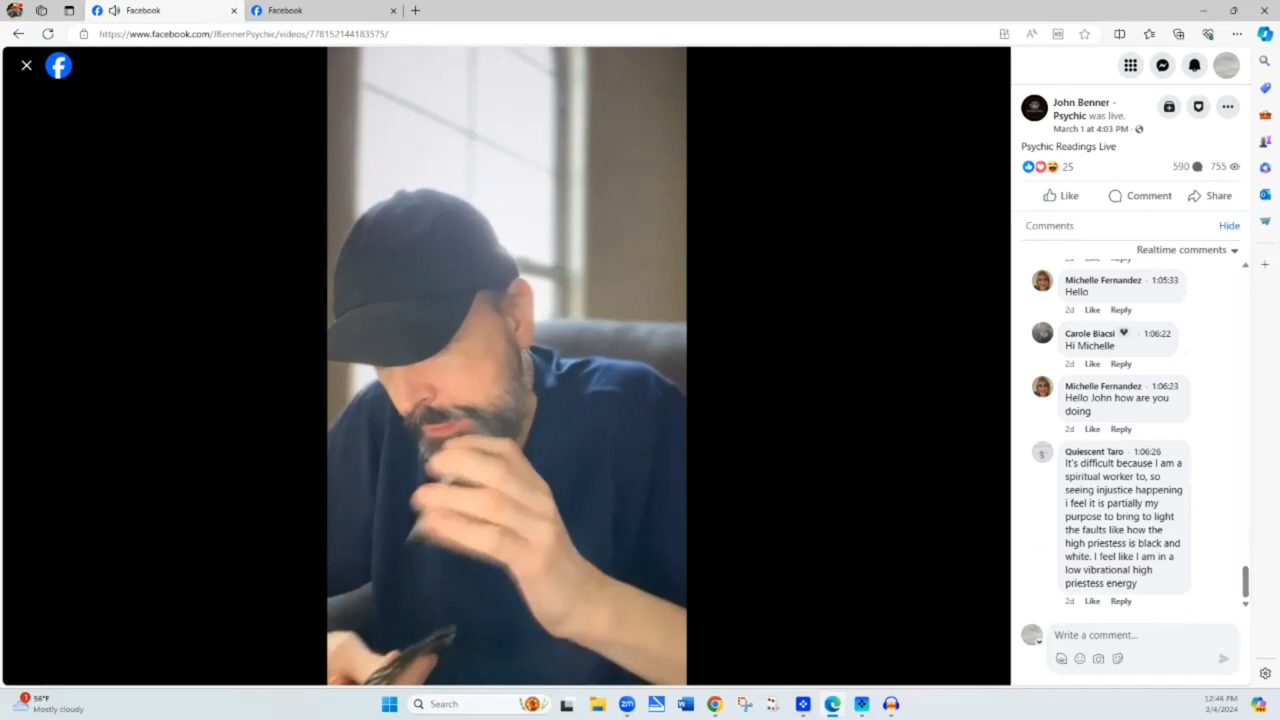 Facebook
Facebook
https://www.facebook.com/JBennerPsychic/videos/778152144183575/
John Benner -
Psychic was live.
March 1 at 4:03 PM ·
Psychic Readings Live
25
590
755
Like
Comment
Share
Comments
Hide
Realtime comments
Michelle Fernandez · 1:05:33
Hello
2d Like Reply
Carole Biacsi · 1:06:22
Hi Michelle
2d Like Reply
Michelle Fernandez · 1:06:23
Hello John how are you
doing
2d Like Reply
Quiescent Taro · 1:06:26
It's difficult because I am a
spiritual worker to, so
seeing injustice happening
i feel it is partially my
purpose to bring to light
the faults like how the
high priestess is black and
white. I feel like I am in a
low vibrational high
priestess energy
2d Like Reply
Write a comment...
1
56°F
Mostly cloudy
Search
zm
12:46 PM
3/4/2024